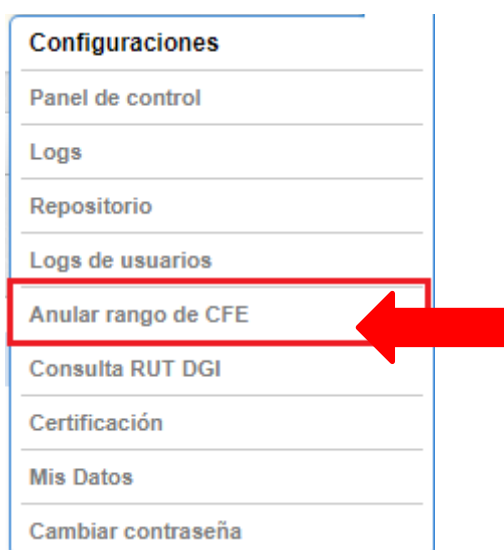 Configuraciones
Panel de control
Logs
Repositorio
Logs de usuarios
Anular rango de CFE
Consulta RUT DGI
Certificación
Mis Datos
Cambiar contraseña